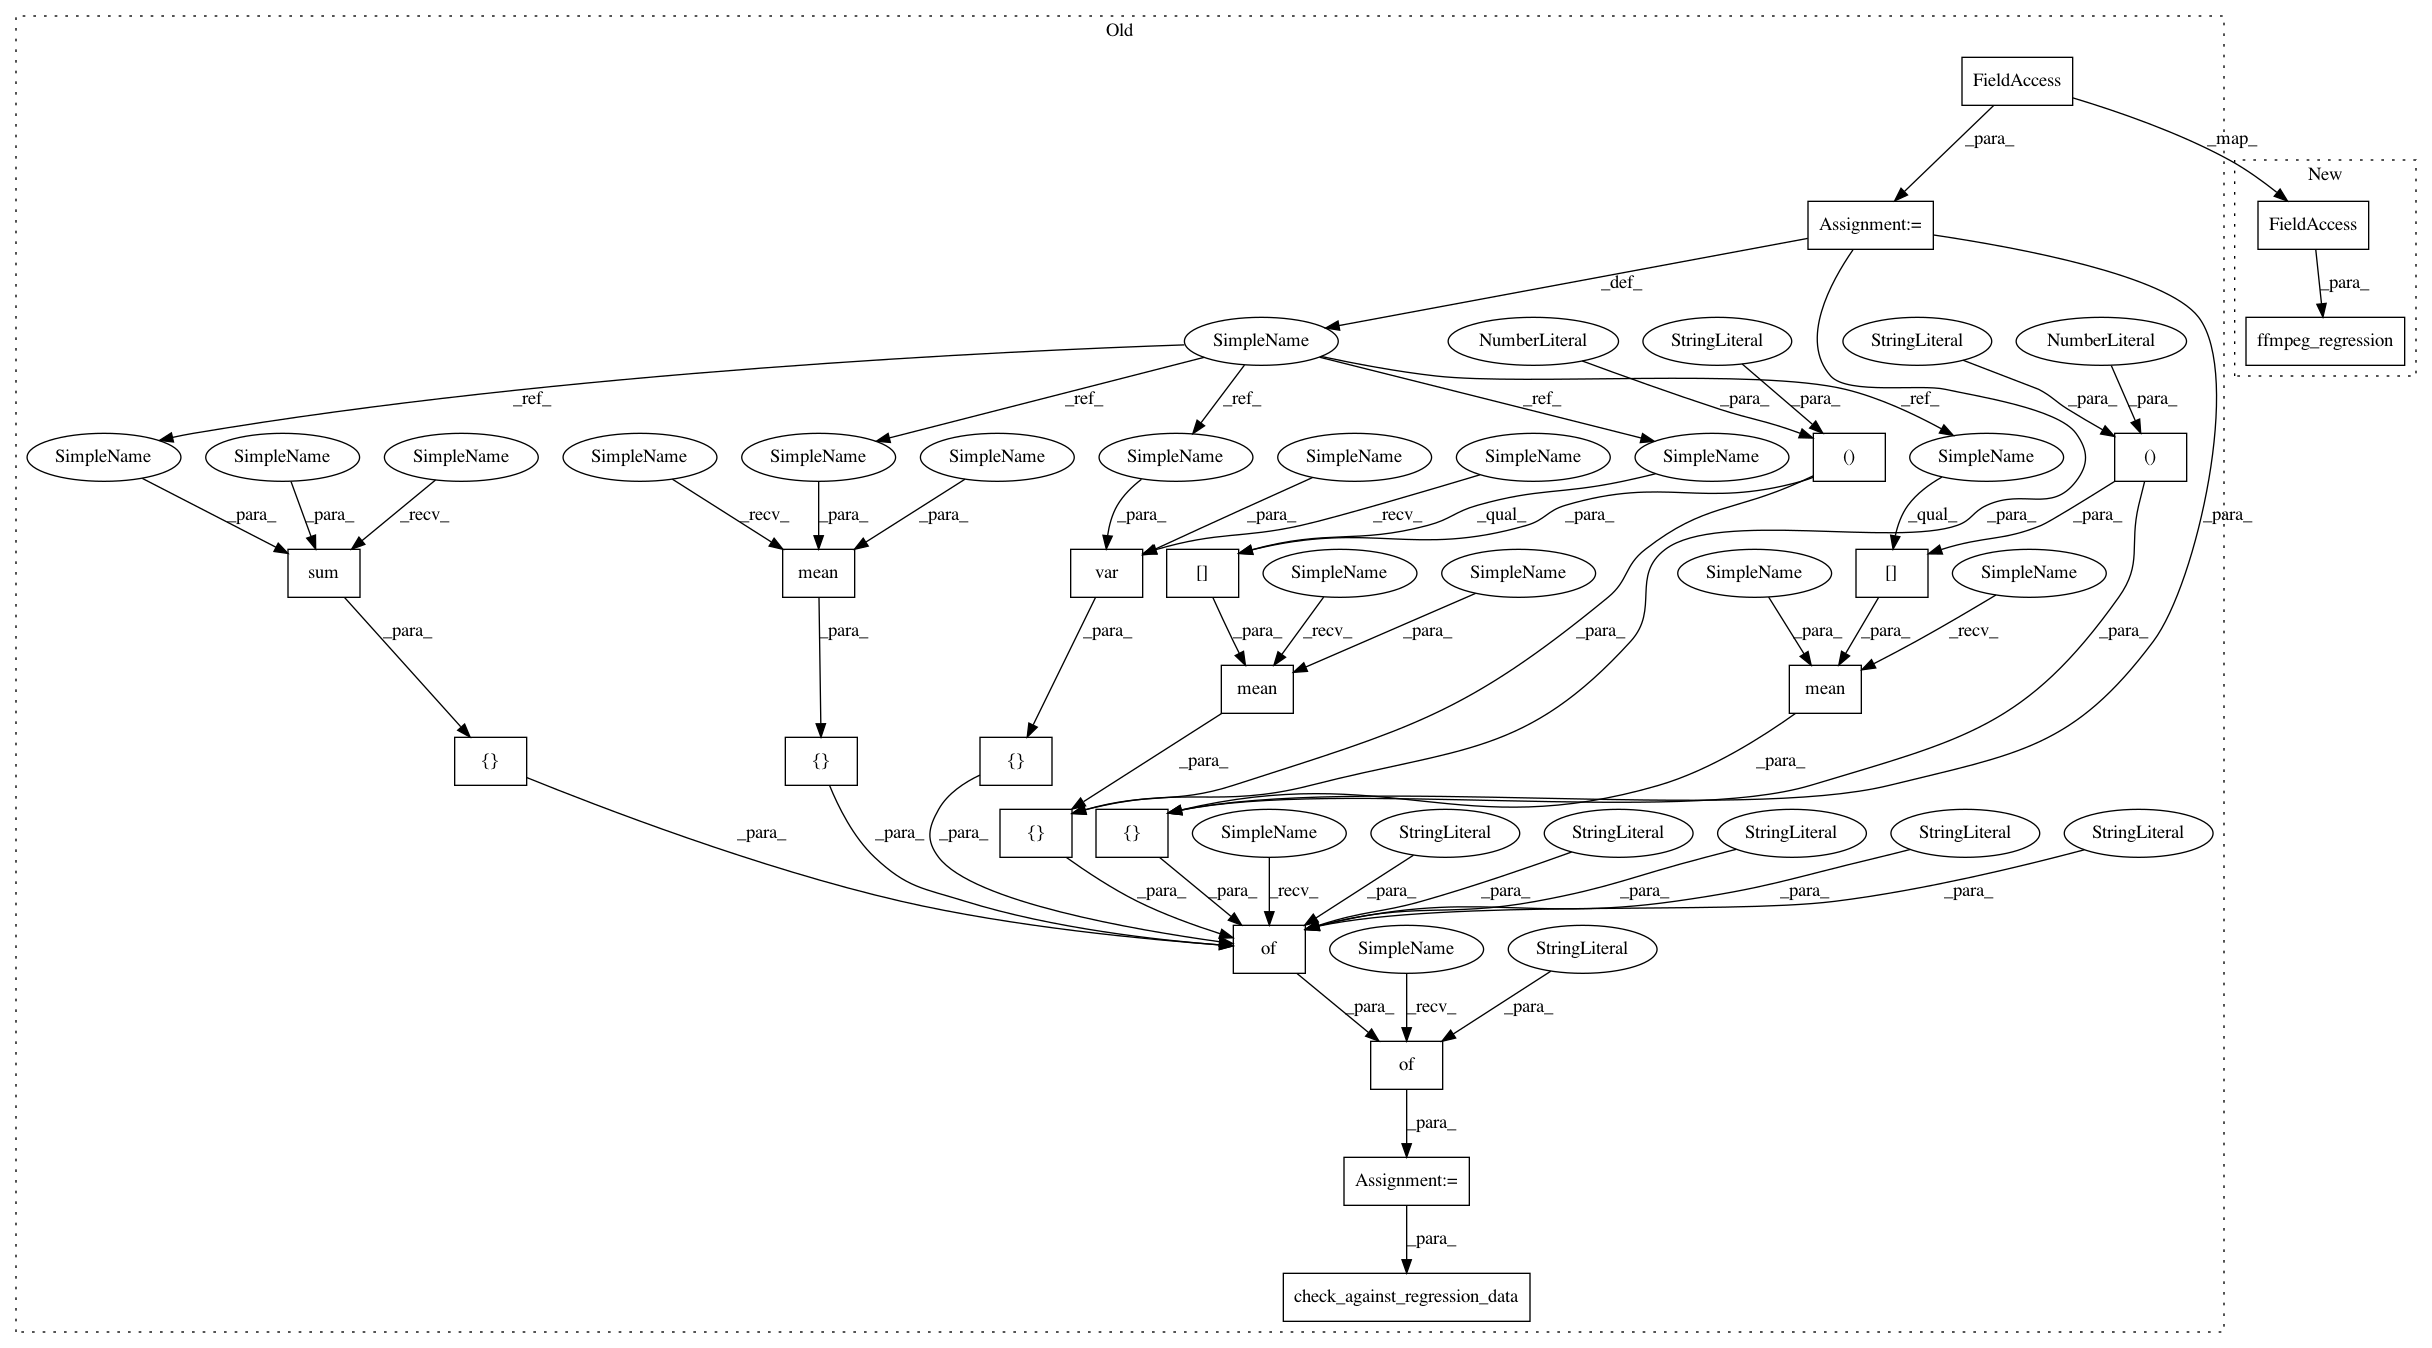 Old
FieldAccess
_para_ _map_
New
Assignment:= FieldAccess
_def_ _para_
SimpleName NumberLiteral StringLiteral StringLiteral NumberLiteral ffmpeg_regression
_ref_ _ref_ _ref_ _ref_ _para_ _para_ _ref_ _para_ _para_
SimpleName SimpleName SimpleName SimpleName SimpleName SimpleName SimpleName SimpleName SimpleName SimpleName () SimpleName ()
_para_ _para_ _recv_ _recv_ _para_ _para_ _para_ _para_ _recv_ _qual_ _para_ _qual_ _para_ _para_ _para_
sum mean var [] SimpleName SimpleName SimpleName [] SimpleName
_para_ _para_ _para_ _para_ _recv_ _para_ _para_ _para_ _para_ _recv_ _para_
mean mean
{} {} {} _para_ _para_
_para_ _para_ _para_ {} {} SimpleName StringLiteral StringLiteral StringLiteral StringLiteral StringLiteral
_para_ _para_ _recv_ _para_ _para_ _para_ _para_ _para_
of SimpleName StringLiteral
_para_ _recv_ _para_
of
_para_
Assignment:=
_para_
check_against_regression_data